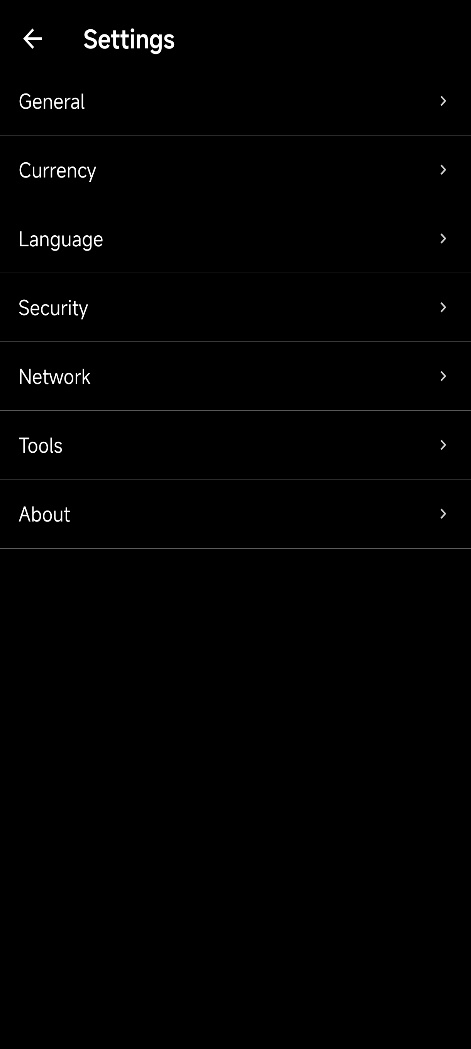 Settings
General
Currency
Language
Security
Network
Tools
About